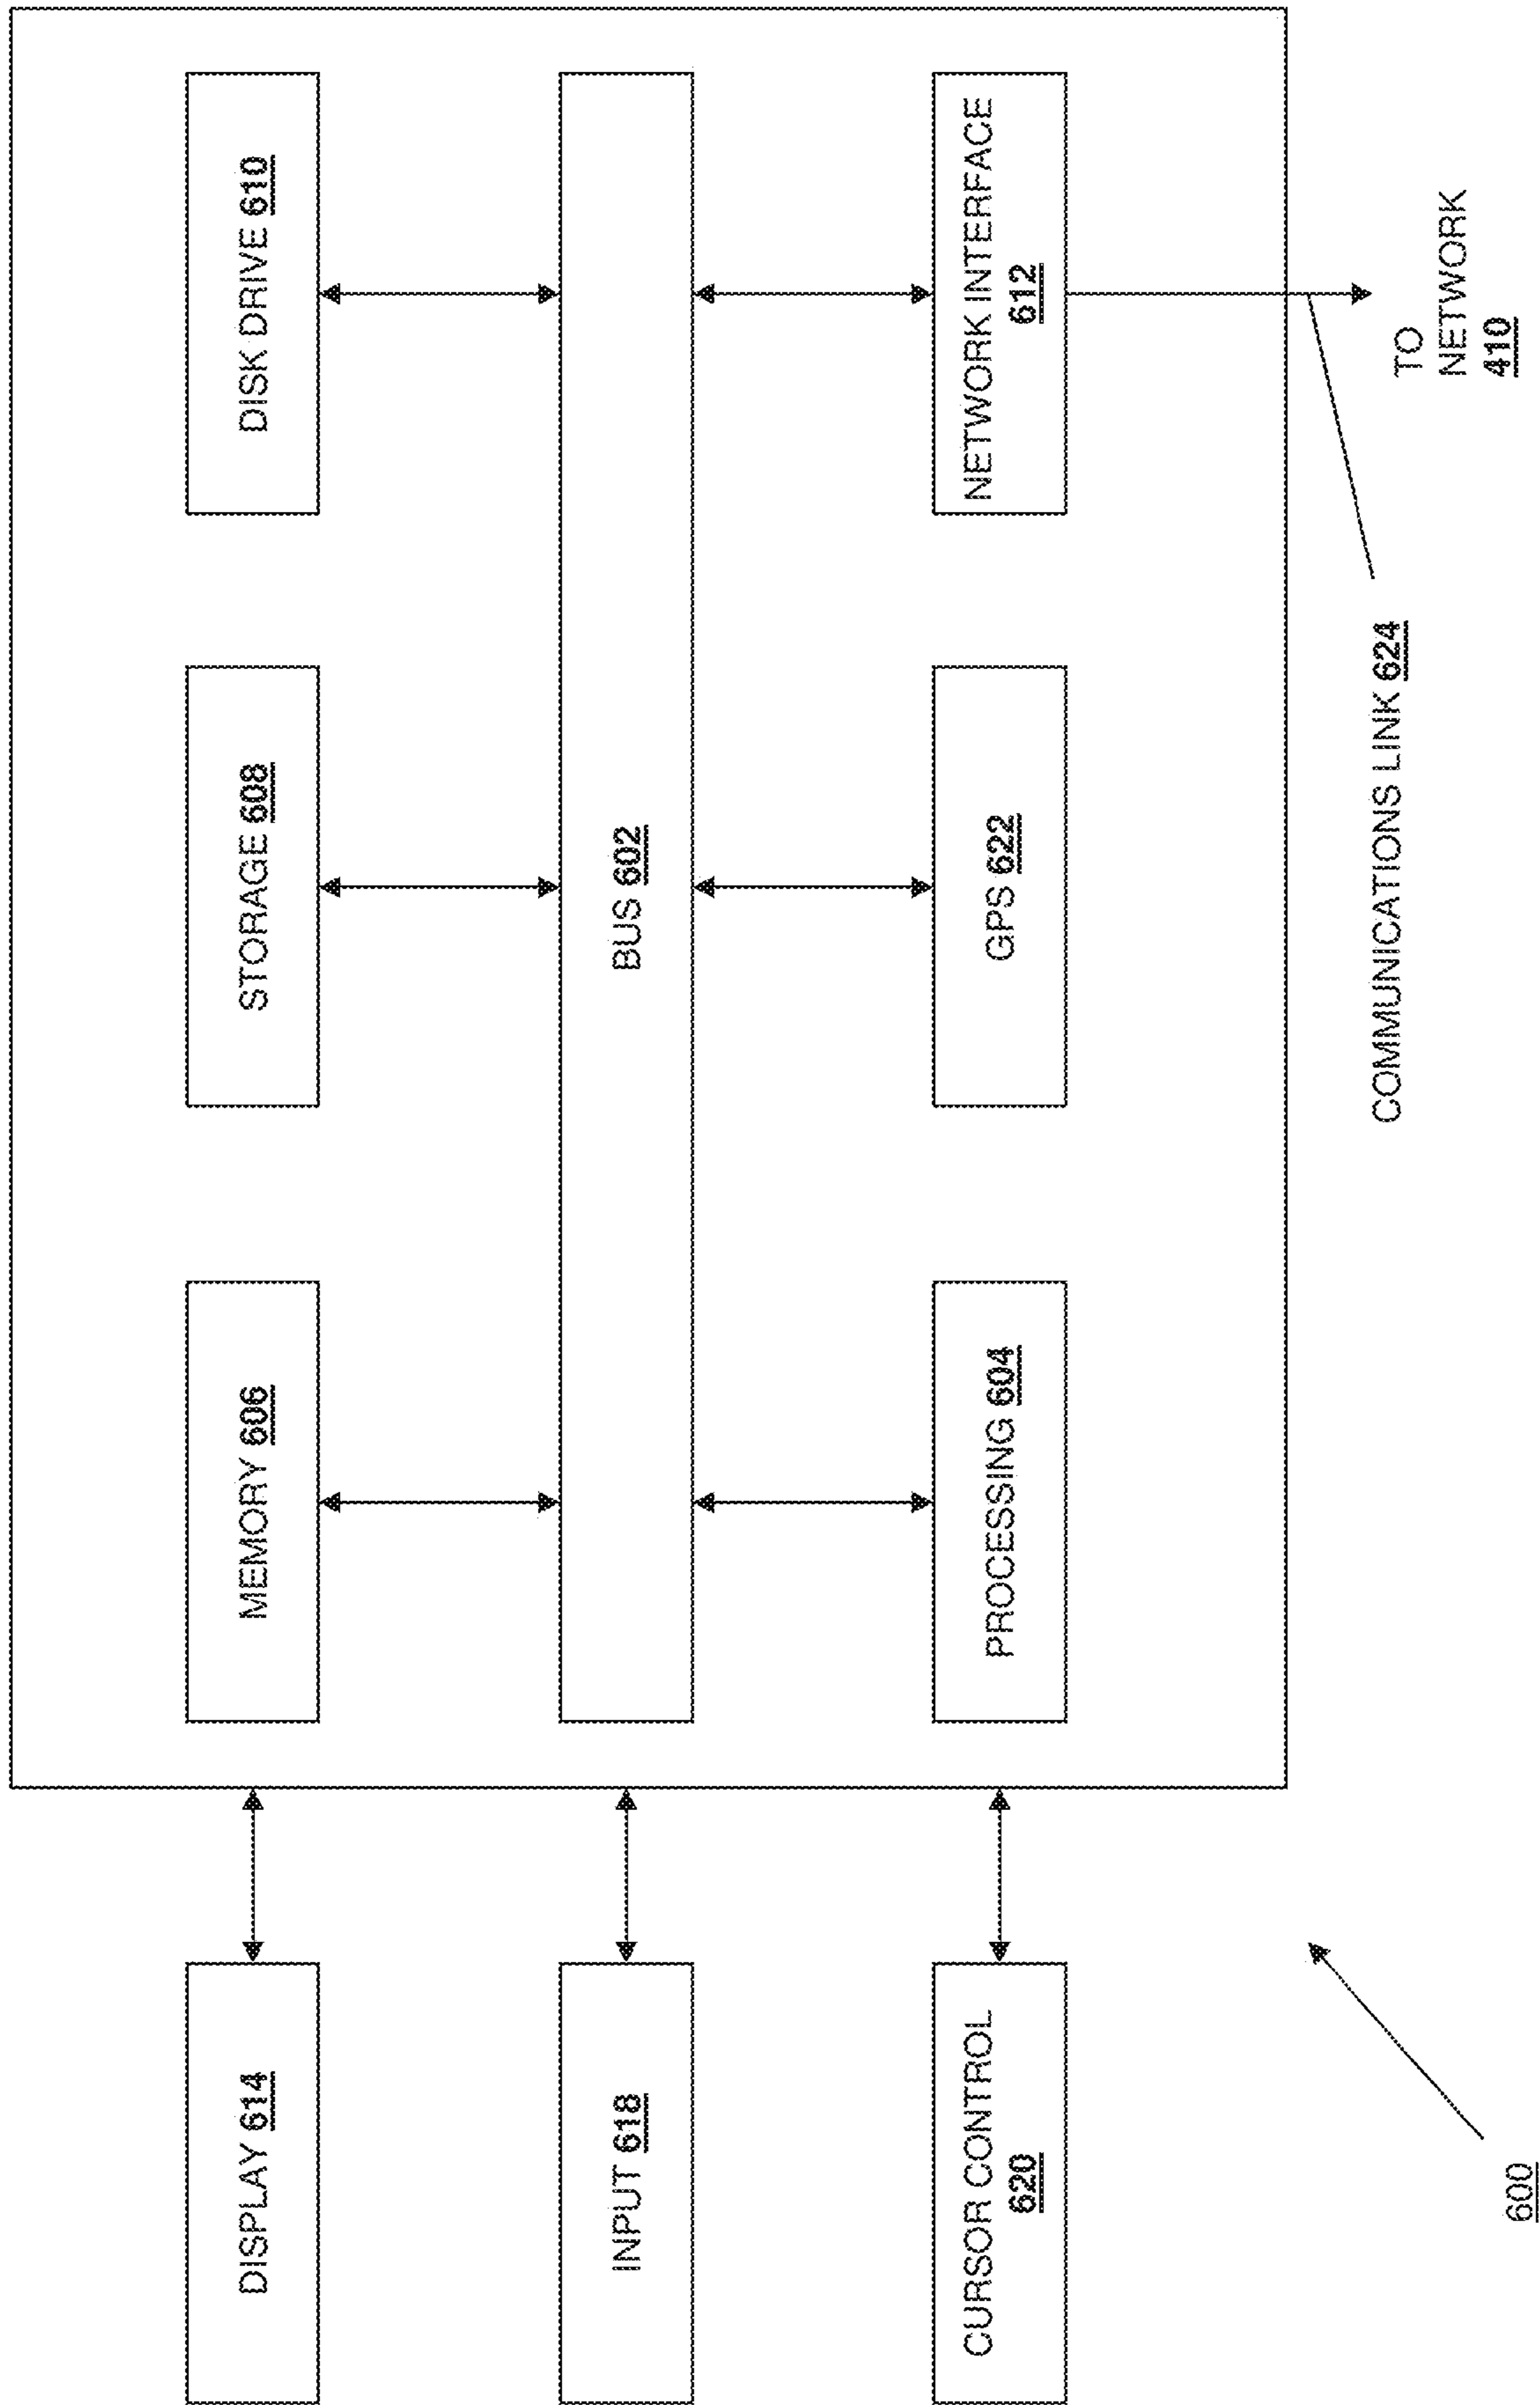 DISPLAY 614
MEMORY 606
STORAGE 608
DISK DRIVE 610
INPUT 618
BUS 602
CURSOR CONTROL
620
PROCESSING 604
GPS 622
NETWORK INTERFACE
612
COMMUNICATIONS LINK 624
TO
NETWORK
410
600